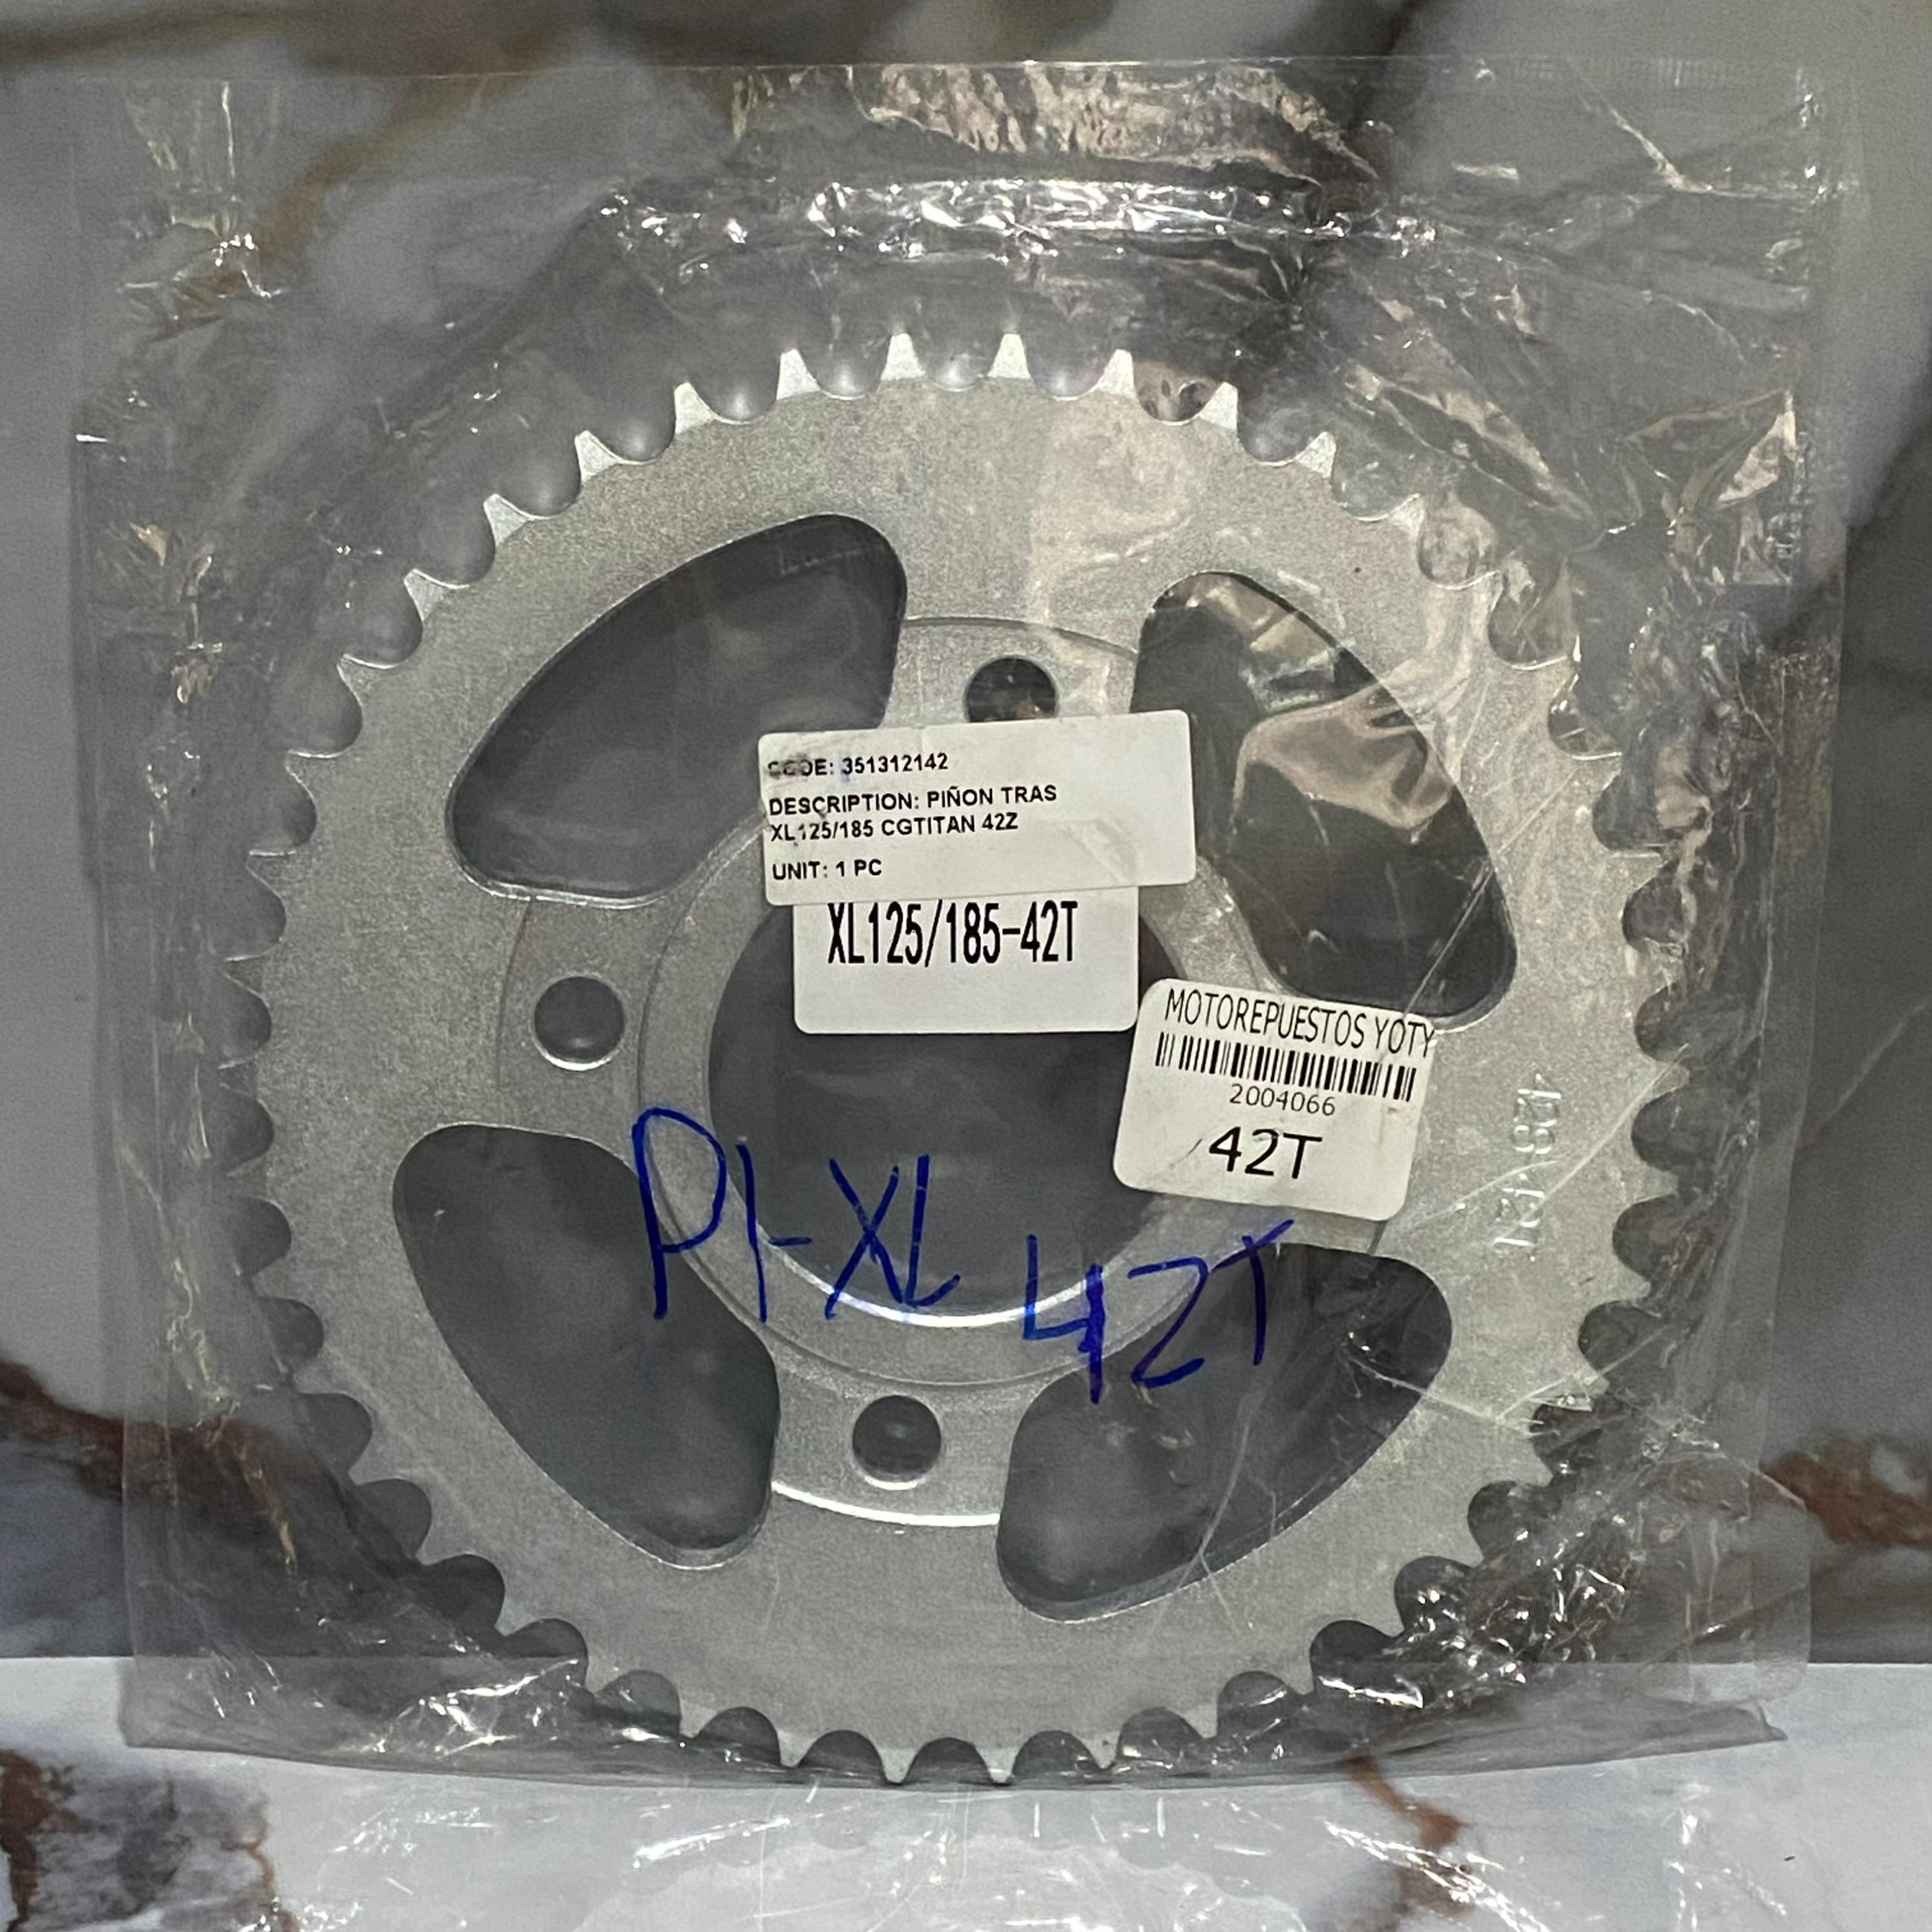 CODE: 351312142
DESCRIPTION: PIÑON TRAS
XL125/185 CGTITAN 42Z
UNIT: 1 PC
XL125/185-42T
MOTOREPUESTOS YOTY
2004066
42T
PI-XL 42T